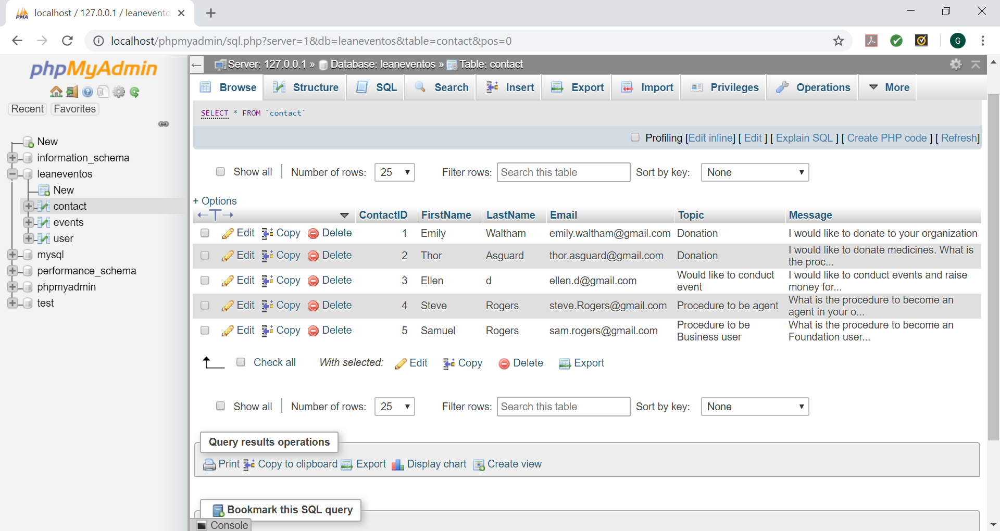 localhost / 127.0.0.1 / leanevento
localhost/phpmyadmin/sql.php?server=1&db=leaneventos&table=contact&pos=0
G
PMA
phpMyAdmin
Recent Favorites
New
information_schema
leaneventos
New
contact
events
user
mysql
performance_schema
phpmyadmin
test
Server: 127.0.0.1 » Database: leaneventos » Table: contact
Browse Structure SQL Search Insert Export Import Privileges Operations More
SELECT * FROM `contact`
Profiling [Edit inline] [ Edit ] [ Explain SQL ] [ Create PHP code ] [ Refresh]
Show all Number of rows: 25 Filter rows: Search this table Sort by key: None
+ Options
←T→ ContactID FirstName LastName Email Topic Message
Edit Copy Delete 1 Emily Waltham emily.waltham@gmail.com Donation I would like to donate to your organization
Edit Copy Delete 2 Thor Asguard thor.asguard@gmail.com Donation I would like to donate medicines. What is
the proc...
Edit Copy Delete 3 Ellen d ellen.d@gmail.com Would like to conduct I would like to conduct events and raise
event money for...
Edit Copy Delete 4 Steve Rogers steve.Rogers@gmail.com Procedure to be agent What is the procedure to become an
agent in your o...
Edit Copy Delete 5 Samuel Rogers sam.rogers@gmail.com Procedure to be What is the procedure to become an
Business user Foundation user...
Check all With selected: Edit Copy Delete Export
Show all Number of rows: 25 Filter rows: Search this table Sort by key: None
Query results operations
Print Copy to clipboard Export Display chart Create view
Bookmark this SQL query
Console